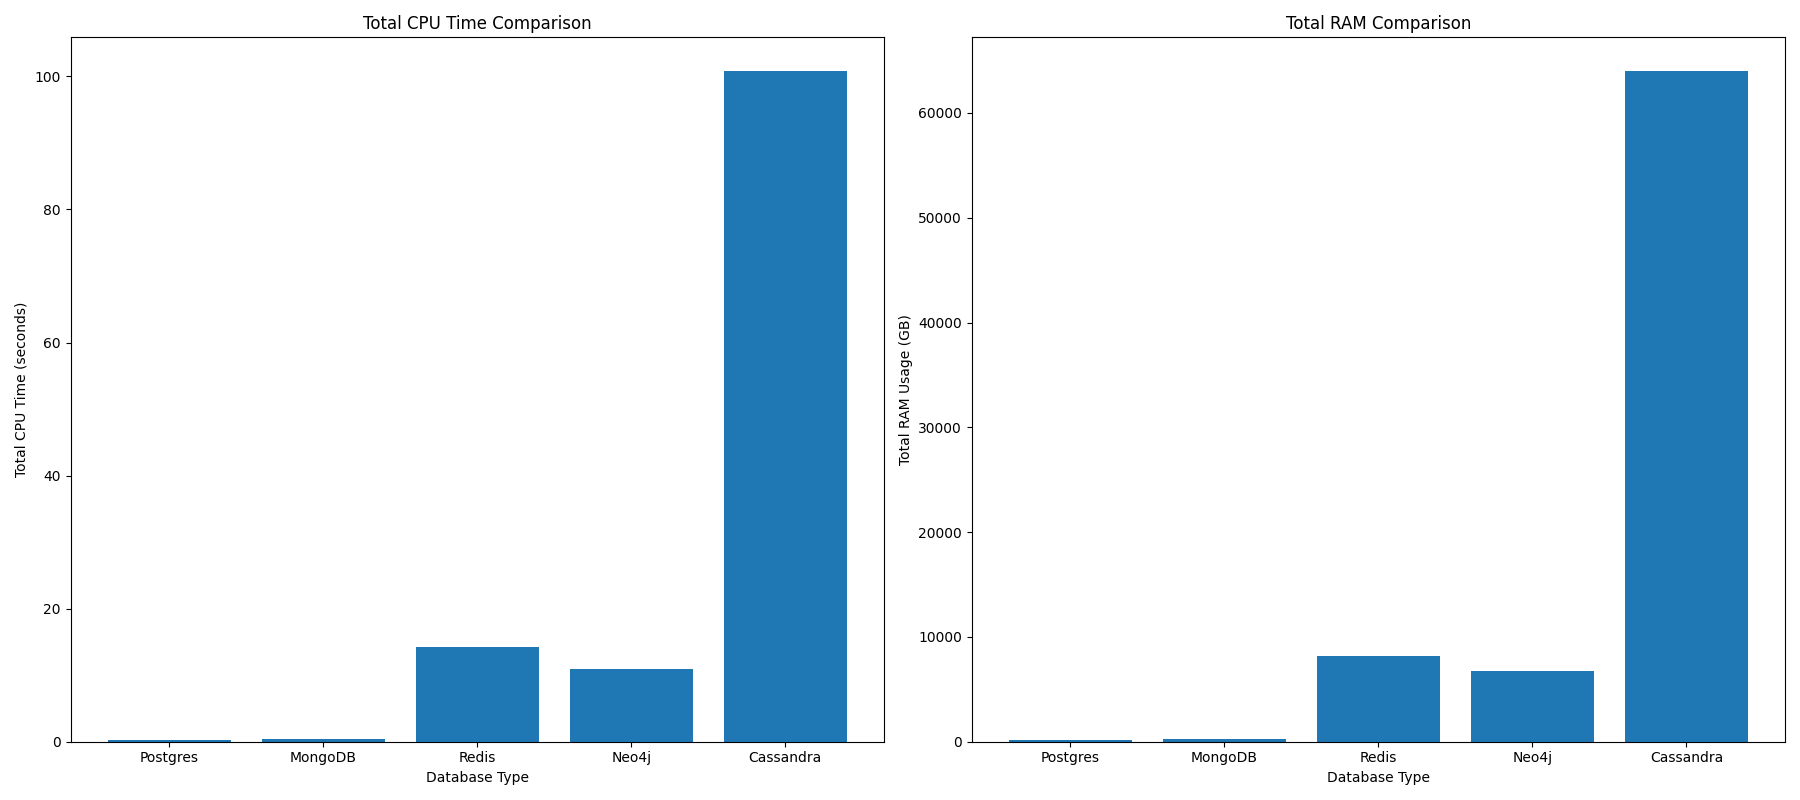 Total CPU Time Comparison
Total CPU Time (seconds)
100
80
60
40
20
0
Postgres MongoDB Redis Neo4j Cassandra
Database Type
Total RAM Comparison
Total RAM Usage (GB)
60000
50000
40000
30000
20000
10000
0
Postgres MongoDB Redis Neo4j Cassandra
Database Type